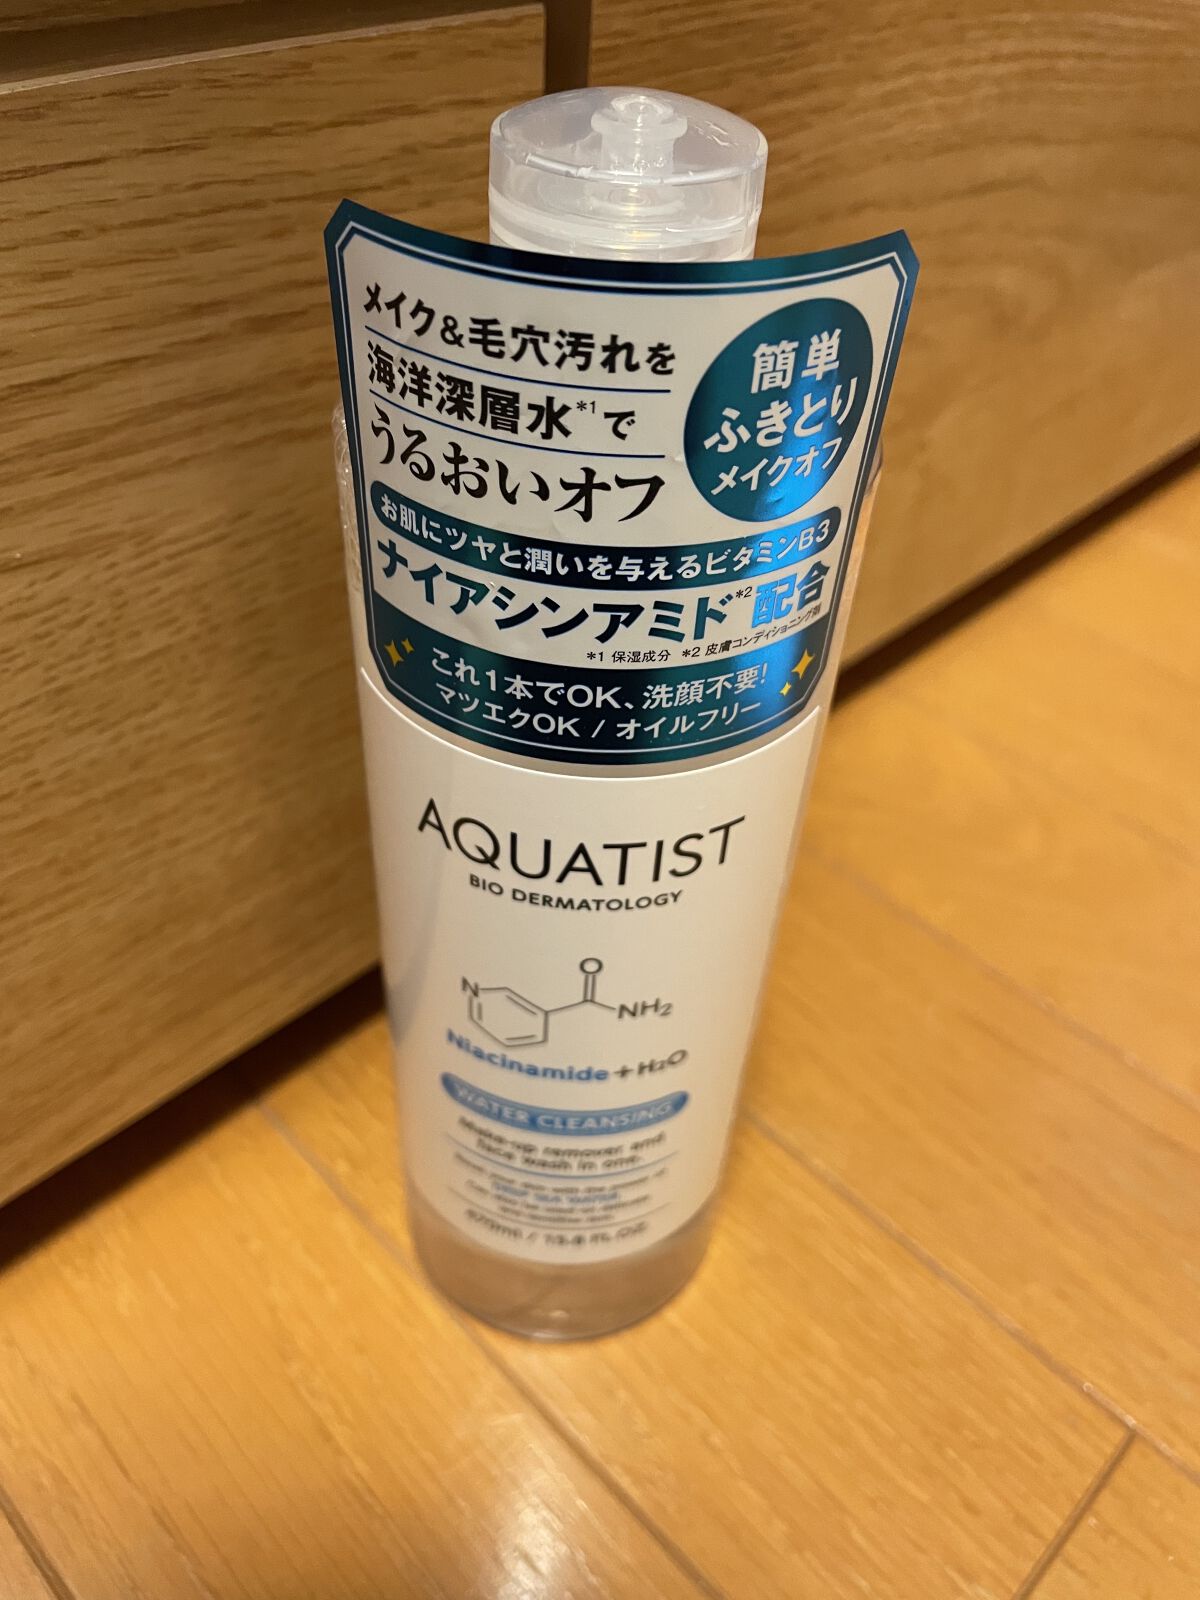 メイク&毛穴汚れを
海洋深層水*1で
うるおいオフ
簡単
ふきとり
メイクオフ
お肌にツヤと潤いを与えるビタミンB3
ナイアシンアミド*2配合
*1 保湿成分 *2 皮膚コンディショニング剤
これ1本でOK、洗顔不要!
マツエクOK / オイルフリー
AQUATIST
BIO DERMATOLOGY
O
N
NH2
Niacinamide + H2O
WATER CLEANSING
Make-up remover and
face wash in one.
DEEP SEA WATER.